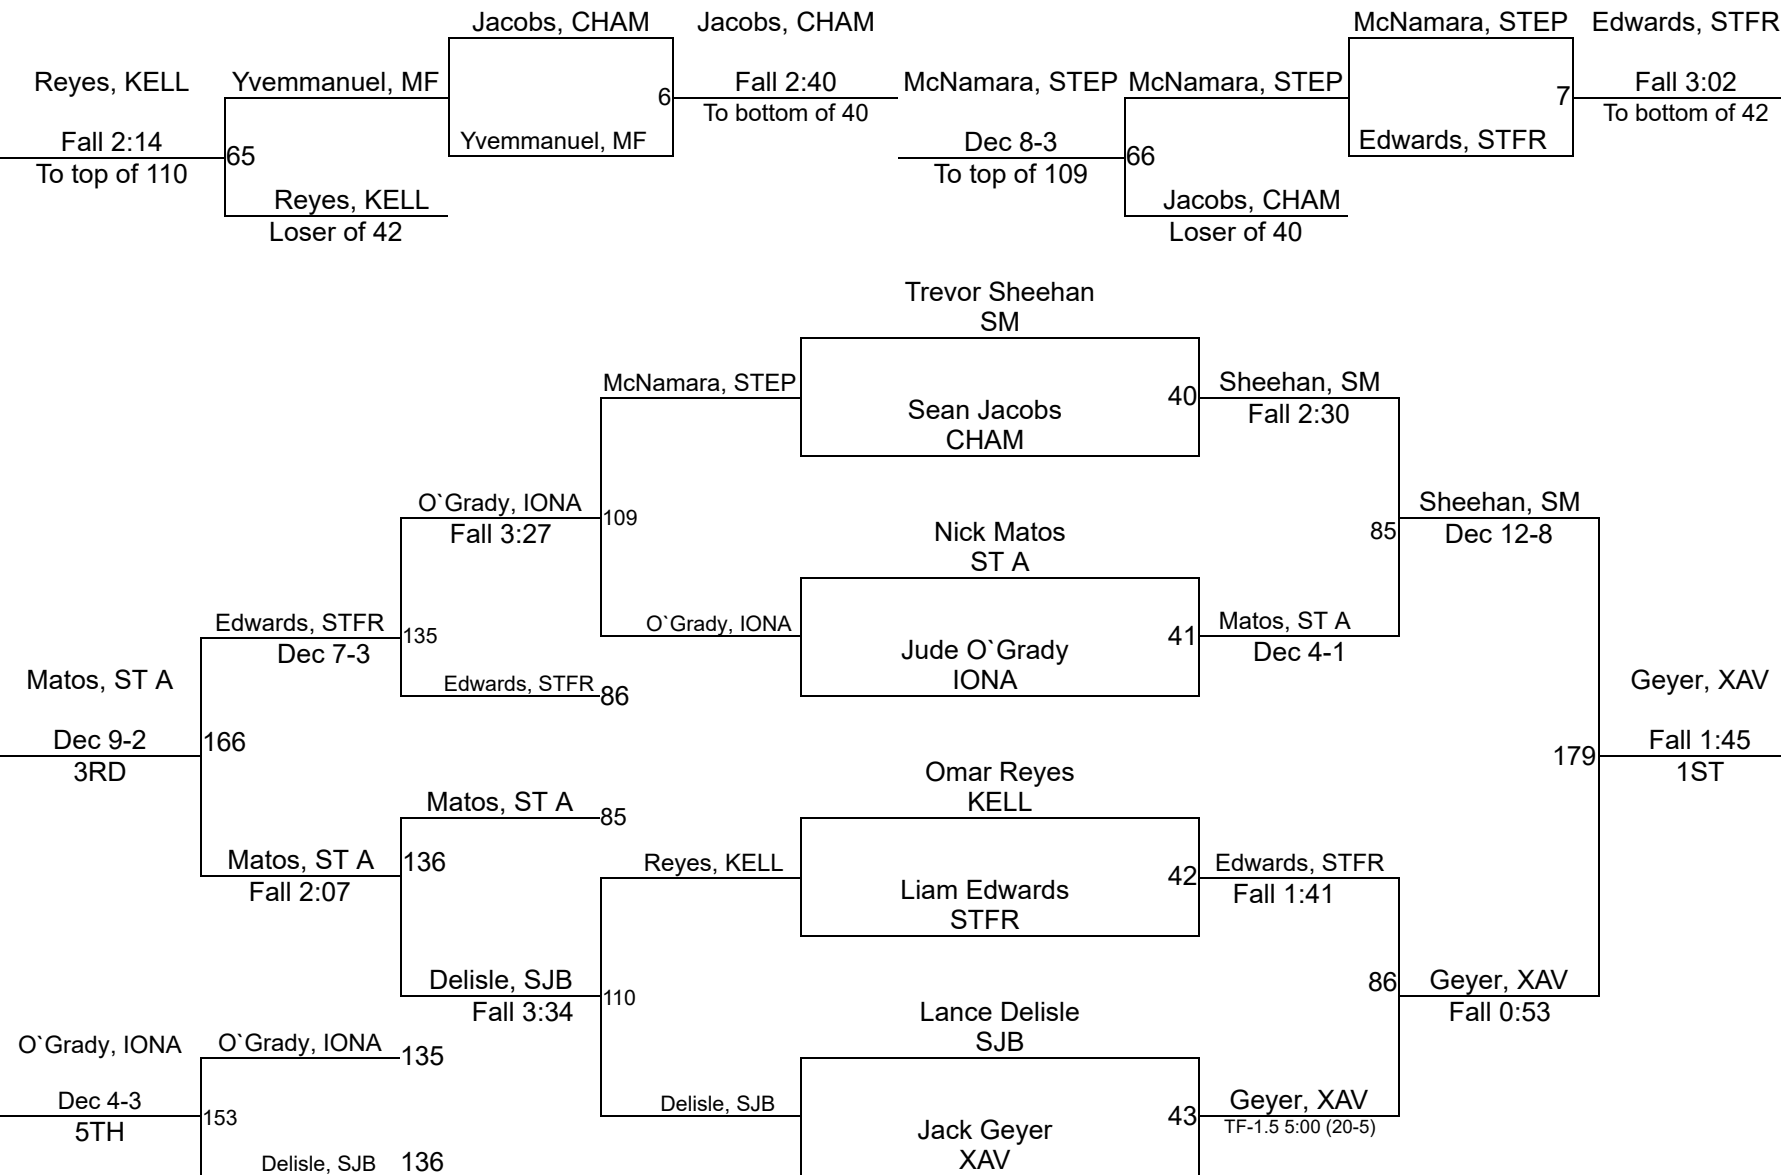 Jacobs, CHAM
Jacobs, CHAM
McNamara, STEP
Edwards, STFR
Reyes, KELL
Yvemmanuel, MF
6
Fall 2:40
McNamara, STEP
McNamara, STEP
7
Fall 3:02
To bottom of 40
To bottom of 42
Fall 2:14
65
Yvemmanuel, MF
Dec 8-3
66
Edwards, STFR
To top of 110
To top of 109
Reyes, KELL
Jacobs, CHAM
Loser of 42
Loser of 40
Trevor Sheehan
SM
McNamara, STEP
40
Sheehan, SM
Sean Jacobs
CHAM
Fall 2:30
O`Grady, IONA
109
Fall 3:27
Nick Matos
ST A
85
Sheehan, SM
Dec 12-8
Edwards, STFR
135
Dec 7-3
O`Grady, IONA
41
Matos, ST A
Jude O`Grady
IONA
Dec 4-1
Matos, ST A
Edwards, STFR
86
Geyer, XAV
Dec 9-2
166
3RD
179
Fall 1:45
1ST
Omar Reyes
KELL
Matos, ST A
85
Matos, ST A
136
Fall 2:07
Reyes, KELL
42
Edwards, STFR
Liam Edwards
STFR
Fall 1:41
Delisle, SJB
110
Fall 3:34
86
Geyer, XAV
Fall 0:53
Lance Delisle
SJB
O`Grady, IONA
O`Grady, IONA
135
Dec 4-3
153
5TH
Delisle, SJB
43
Geyer, XAV
TF-1.5 5:00 (20-5)
Jack Geyer
XAV
Delisle, SJB
136